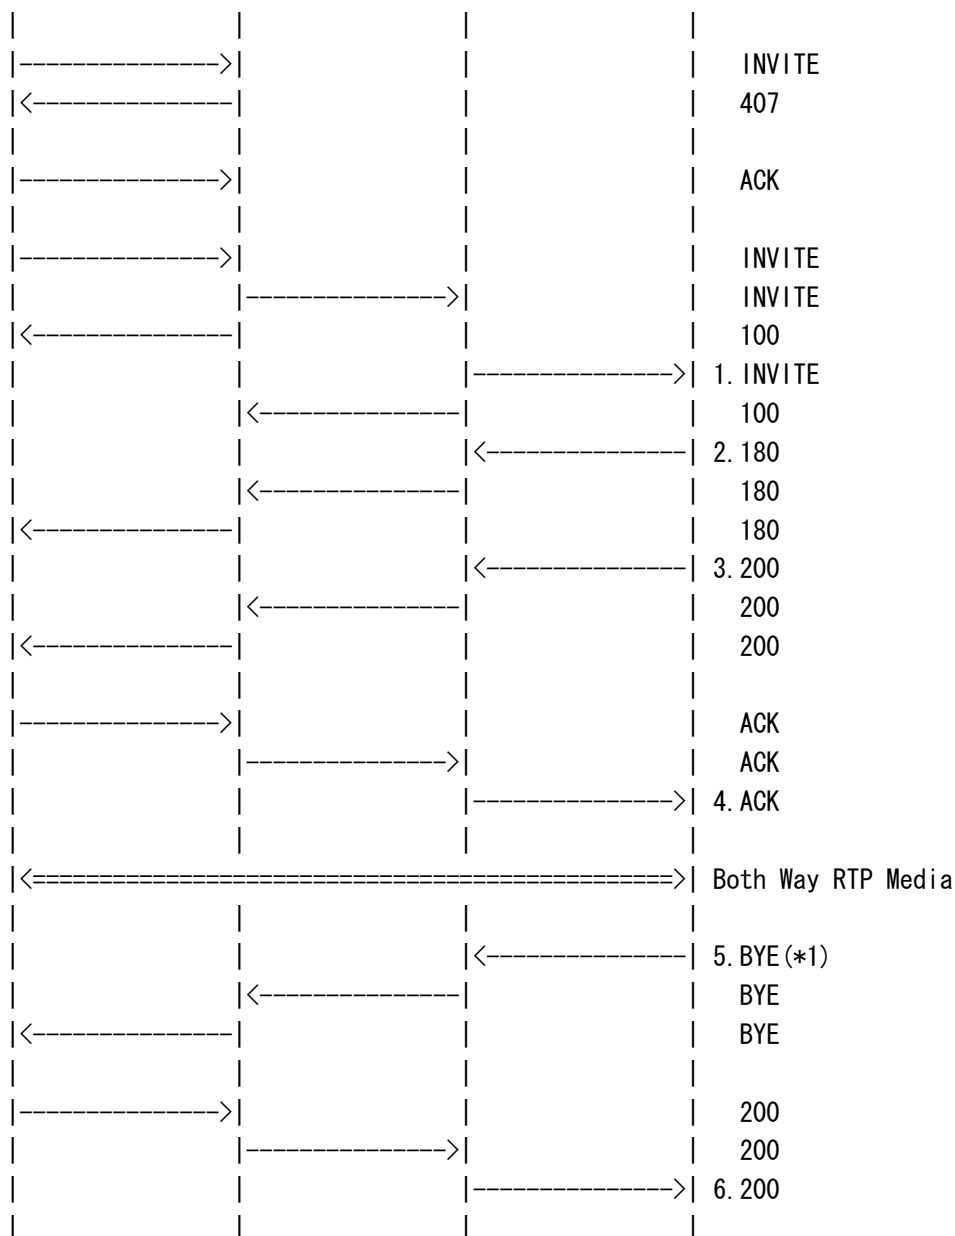 INVITE
407
ACK
INVITE
INVITE
100
1. INVITE
100
2. 180
180
180
3. 200
200
200
ACK
ACK
4. ACK
Both Way RTP Media
5. BYE(*1)
BYE
BYE
200
200
6. 200